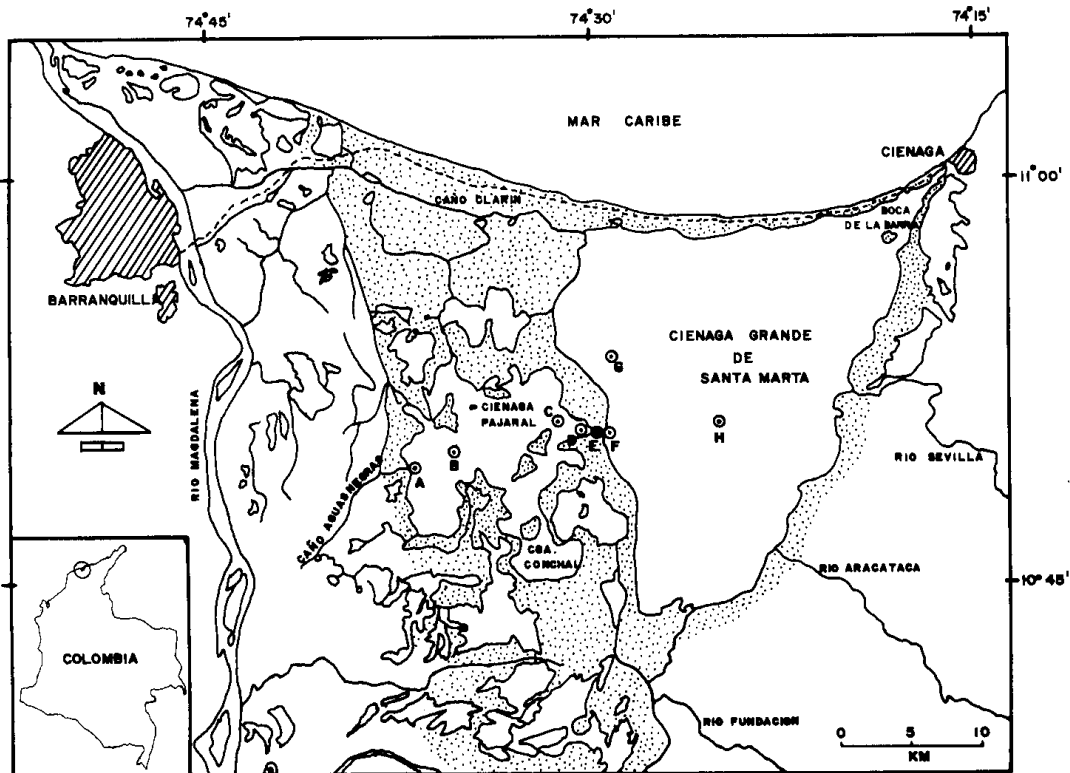 74°45'
74°30'
74°15'
MAR CARIBE
CIENAGA
11°00'
CAÑO CLARIN
BOCA
DE LA BARRA
BARRANQUILLA
CIENAGA GRANDE
DE
SANTA MARTA
G
N
RIO MAGDALENA
CIENAGA
PAJARAL
C
D
E
F
H
B
A
RIO SEVILLA
CAÑO AGUASNEGRAS
CGA.
CONCHAL
RIO ARACATACA
10°45'
COLOMBIA
RIO FUNDACION
0
5
10
KM